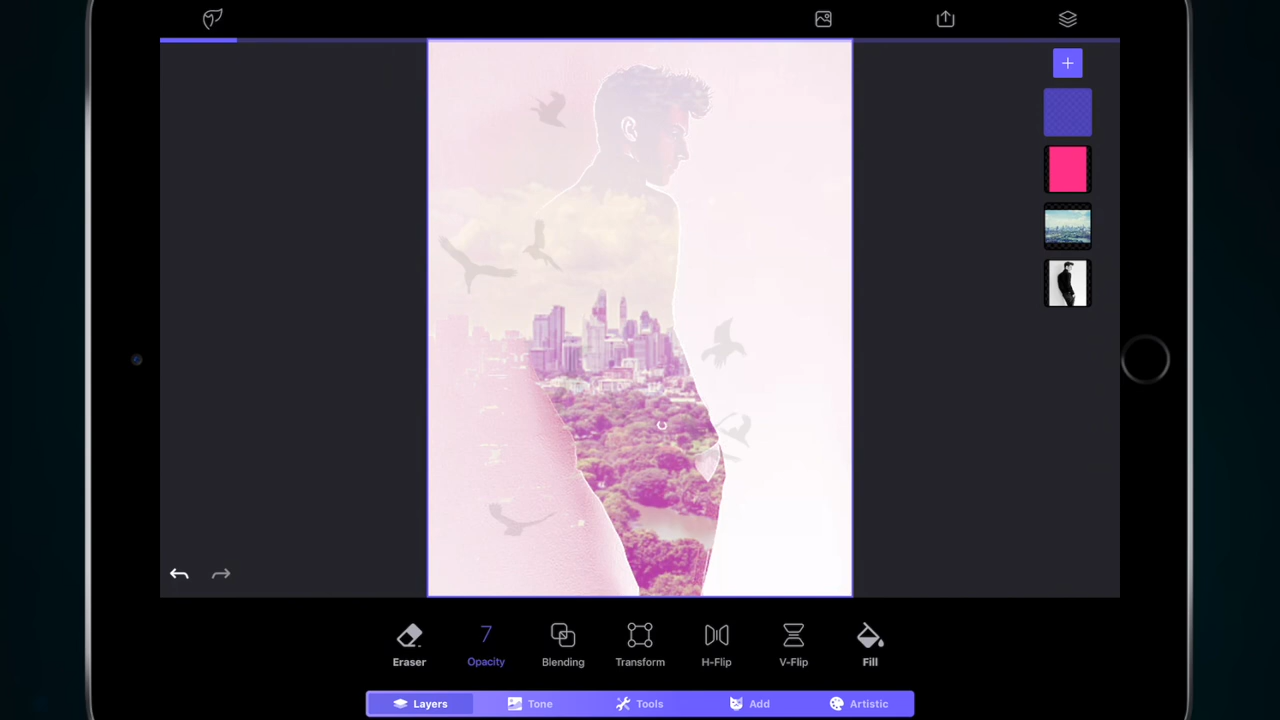 7
Eraser Opacity Blending Transform H-Flip V-Flip Fill
Layers Tone Tools Add Artistic